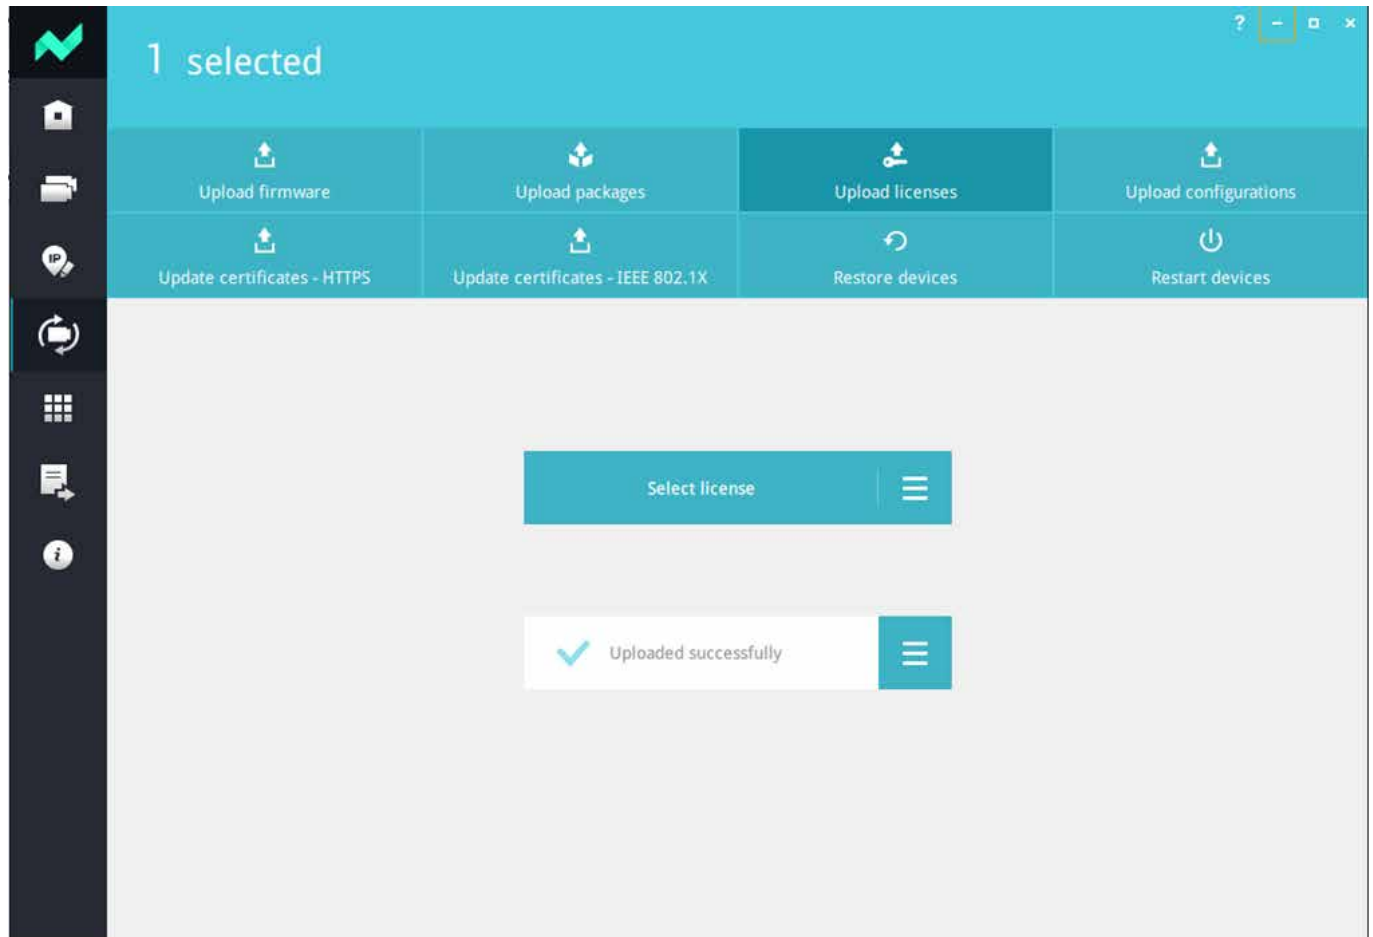 1 selected
?
Upload firmware
Upload packages
Upload licenses
Upload configurations
Update certificates - HTTPS
Update certificates - IEEE 802.1X
Restore devices
Restart devices
IP
i
Select license
Uploaded successfully